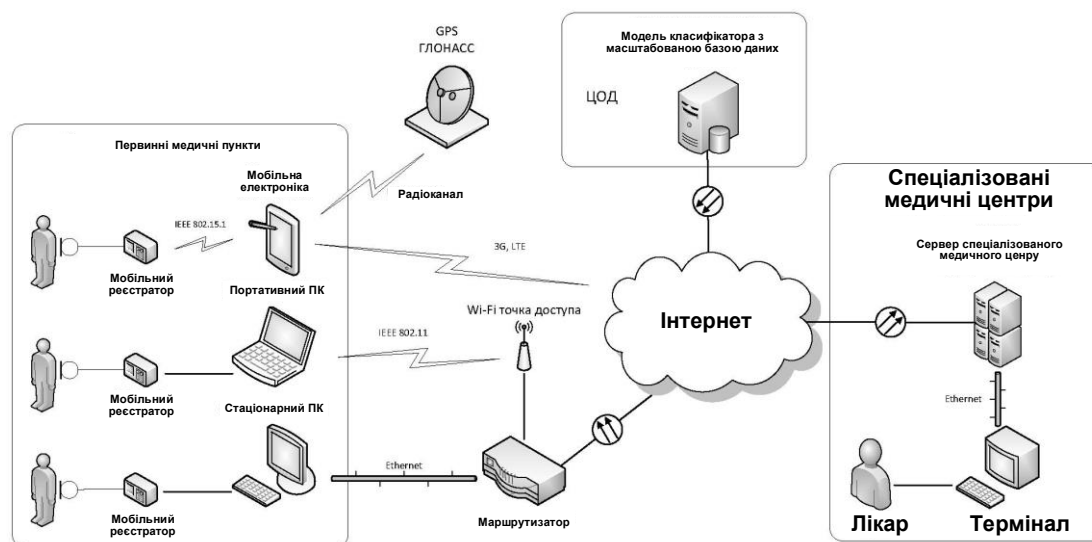 GPS
ГЛОНАСС
Модель класифікатора з
масштабованою базою даних
ЦОД
Первинні медичні пункти
Мобільна
електроніка
Радіоканал
IEEE 802.15.1
Мобільний
реєстратор
Портативний ПК
3G, LTE
Wi-Fi точка доступа
IEEE 802.11
Мобільний
реєстратор
Стаціонарний ПК
Ethernet
Мобільний
реєстратор
Маршрутизатор
Інтернет
Спеціалізовані
медичні центри
Сервер спеціалізованого
медичного ценру
Ethernet
Лікар
Термінал